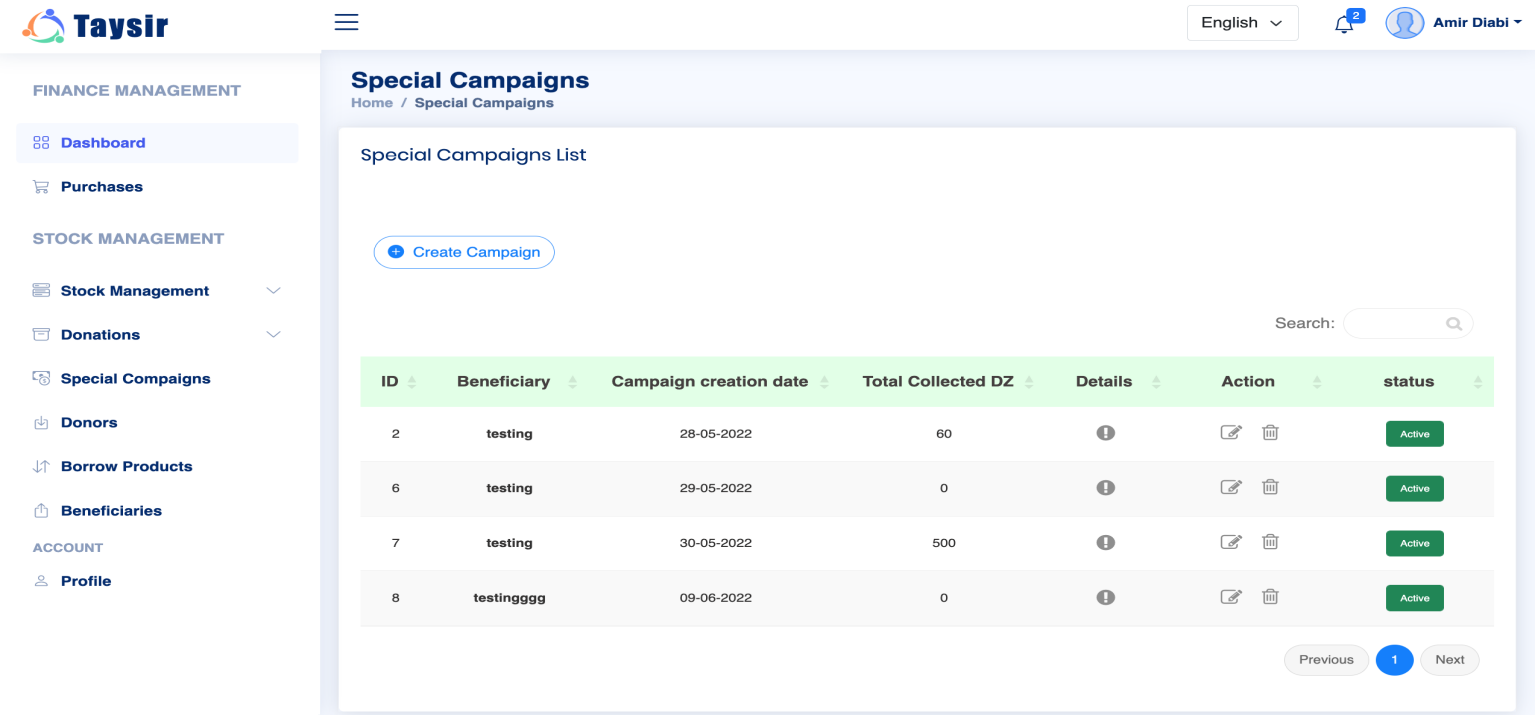 Taysir
English
2
Amir Diabi
FINANCE MANAGEMENT
Dashboard
Purchases
STOCK MANAGEMENT
Stock Management
Donations
Special Compaigns
Donors
Borrow Products
Beneficiaries
ACCOUNT
Profile
Special Campaigns
Home / Special Campaigns
Special Campaigns List
Create Campaign
Search:
ID Beneficiary Campaign creation date Total Collected DZ Details Action status
2 testing 28-05-2022 60 Active
6 testing 29-05-2022 0 Active
7 testing 30-05-2022 500 Active
8 testingggg 09-06-2022 0 Active
Previous 1 Next